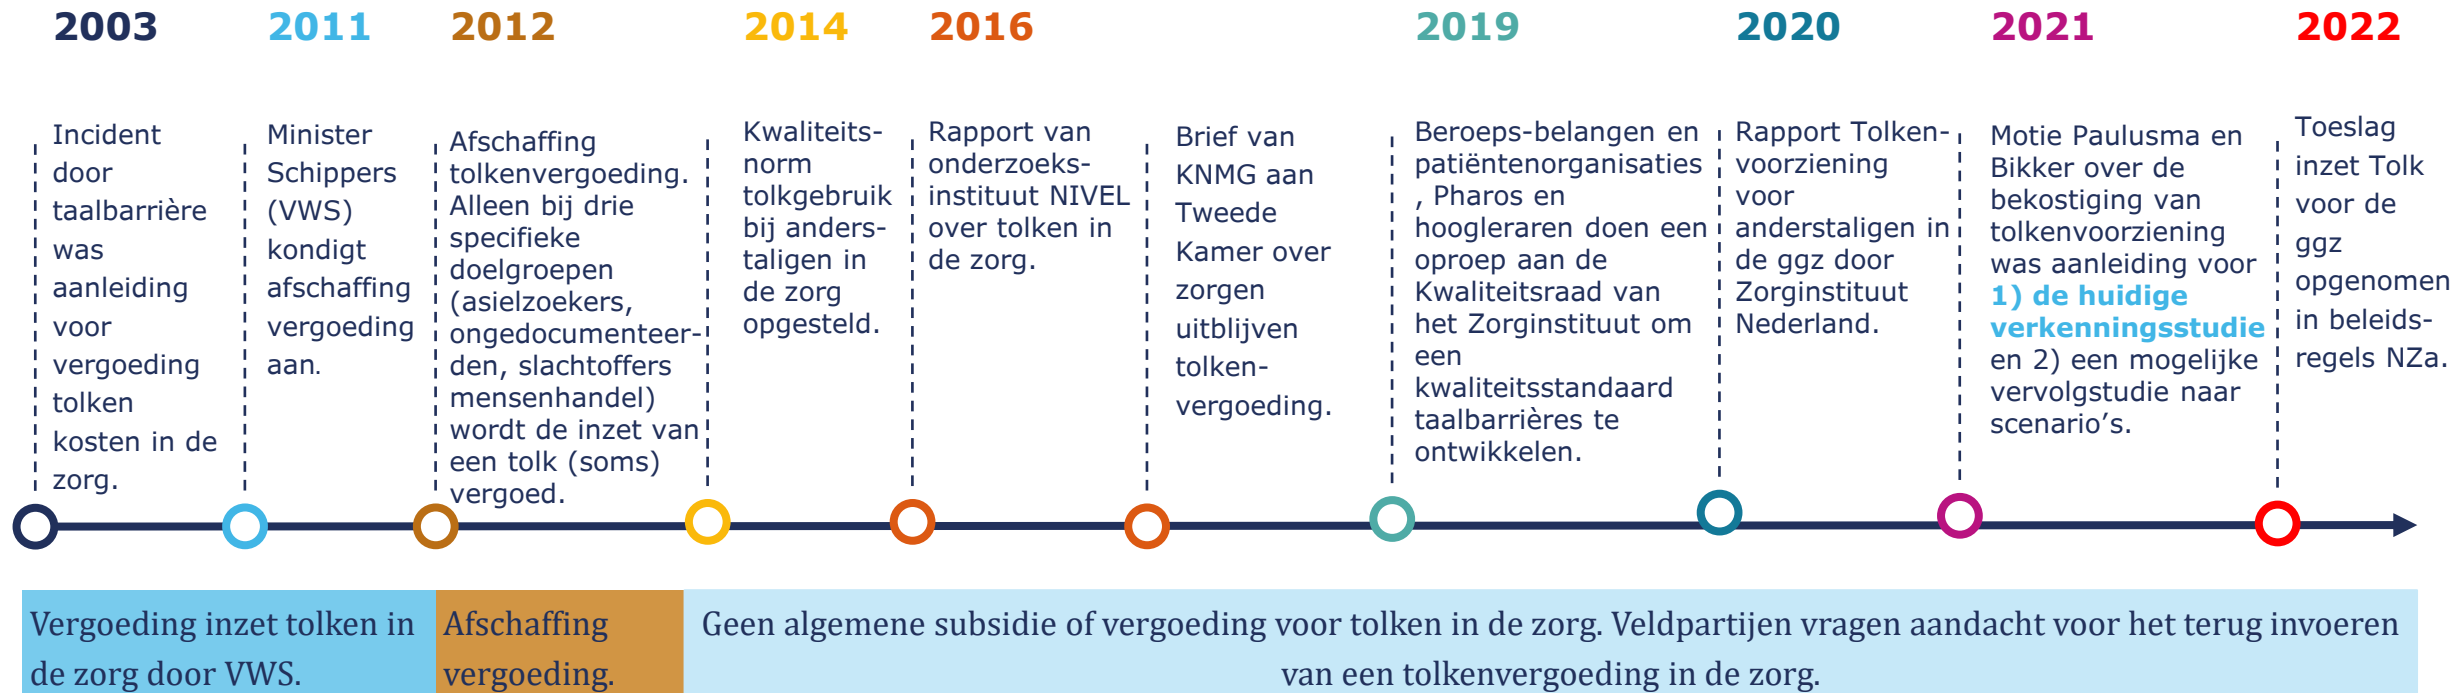 2003
Incident
door
taalbarrière
was
aanleiding
voor
vergoeding
tolken
kosten in de
zorg.
2011
Minister
Schippers
(VWS)
kondigt
afschaffing
vergoeding
aan.
2012
Afschaffing
tolkenvergoeding.
Alleen bij drie
specifieke
doelgroepen
(asielzoekers,
ongedocumenteer-
den, slachtoffers
mensenhandel)
wordt de inzet van
een tolk (soms)
vergoed.
2014
Kwaliteits-
norm
tolkgebruik
bij anders-
taligen in
de zorg
opgesteld.
2016
Rapport van
onderzoeks-
instituut NIVEL
over tolken in
de zorg.
Brief van
KNMG aan
Tweede
Kamer over
zorgen
uitblijven
tolken-
vergoeding.
2019
Beroeps-belangen en
patiëntenorganisaties
, Pharos en
hoogleraren doen een
oproep aan de
Kwaliteitsraad van
het Zorginstituut om
een
kwaliteitsstandaard
taalbarrières te
ontwikkelen.
2020
Rapport Tolken-
voorziening
voor
anderstaligen in
de ggz door
Zorginstituut
Nederland.
2021
Motie Paulusma en
Bikker over de
bekostiging van
tolkenvoorziening
was aanleiding voor
1) de huidige
verkenningsstudie
en 2) een mogelijke
vervolgstudie naar
scenario's.
2022
Toeslag
inzet Tolk
voor de
ggz
opgenomen
in beleids-
regels NZa.
Vergoeding inzet tolken in
de zorg door VWS.
Afschaffing
vergoeding.
Geen algemene subsidie of vergoeding voor tolken in de zorg. Veldpartijen vragen aandacht voor het terug invoeren
van een tolkenvergoeding in de zorg.